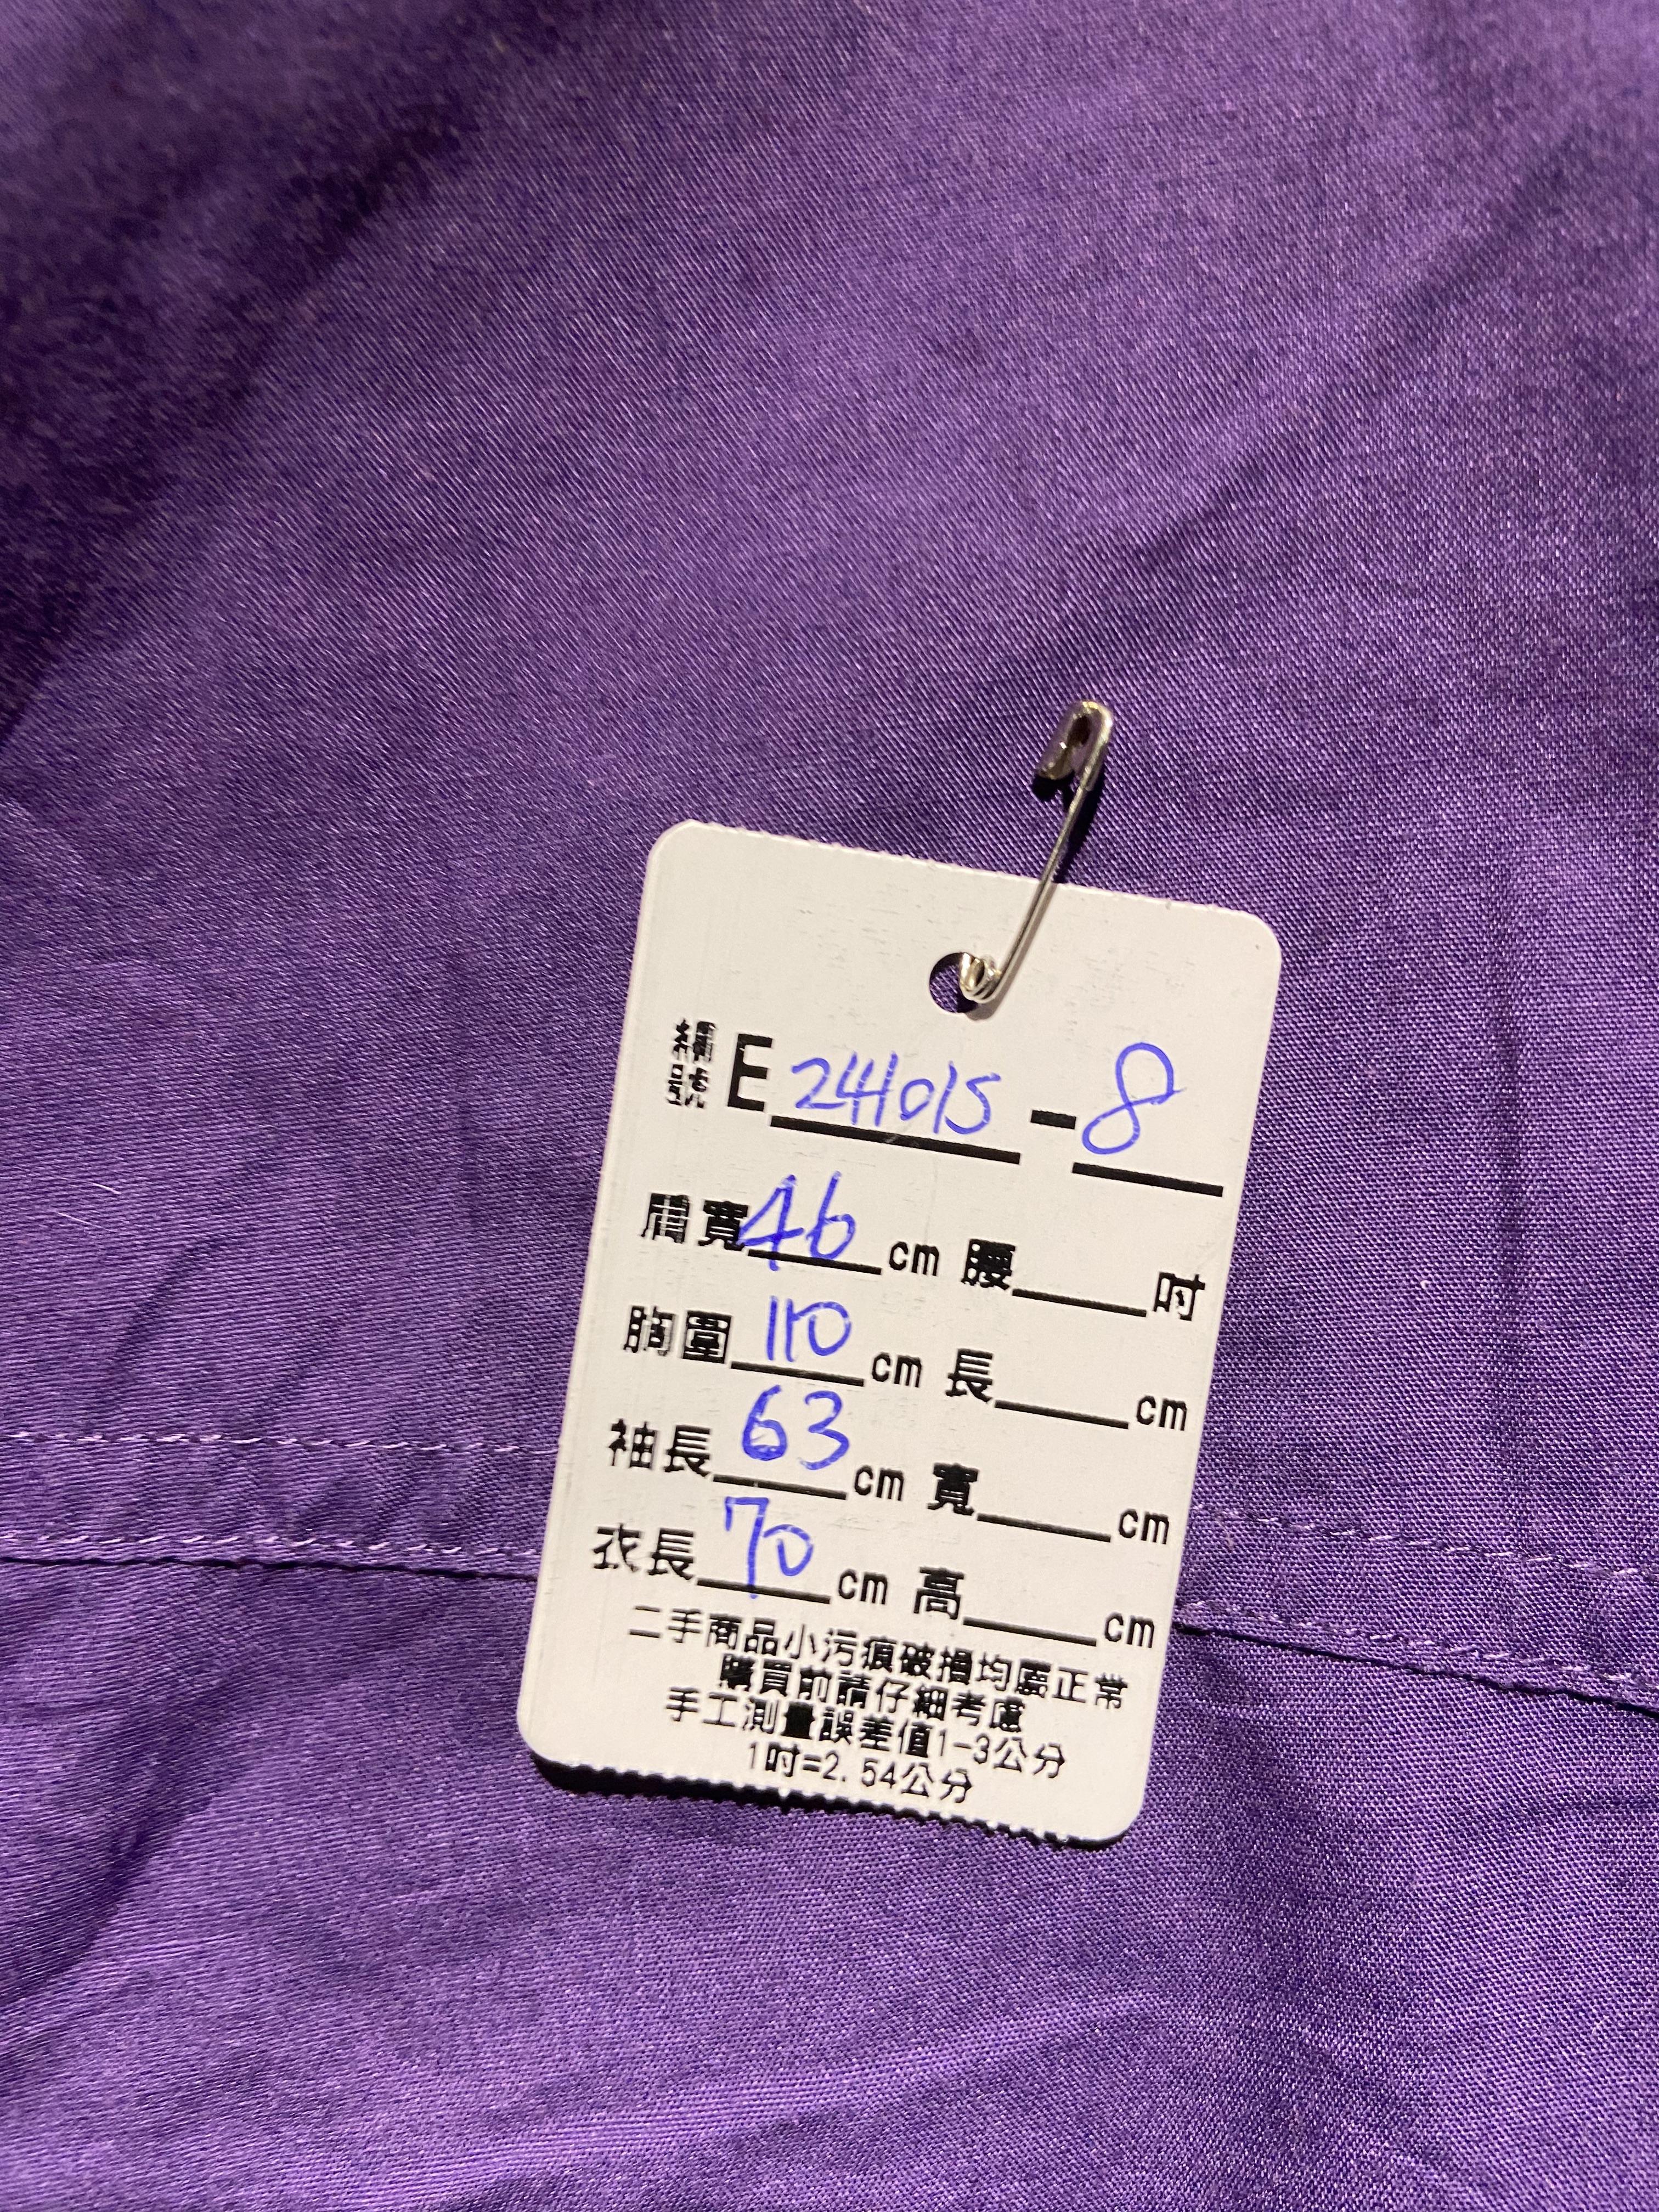 編號 E 244015 - 8
肩寬 46 cm 腰 吋
胸圍 110 cm 長 cm
袖長 63 cm 寬 cm
衣長 70 cm 高 cm
二手商品小污痕破損均屬正常
購買前請仔細考慮
手工測量誤差值1-3公分
1吋=2.54公分